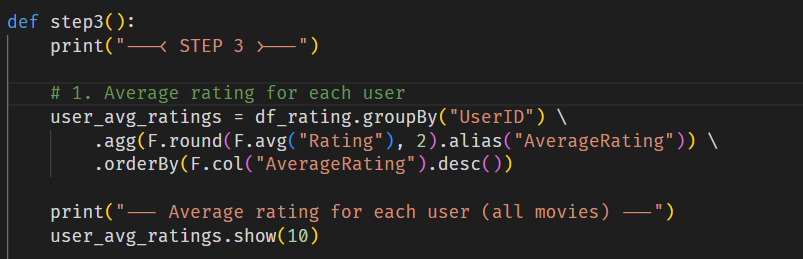 def step3():
    print("---< STEP 3 >---")
    # 1. Average rating for each user
    user_avg_ratings = df_rating.groupBy("UserID") \
        .agg(F.round(F.avg("Rating"), 2).alias("AverageRating")) \
        .orderBy(F.col("AverageRating").desc())
    print("--- Average rating for each user (all movies) ---")
    user_avg_ratings.show(10)